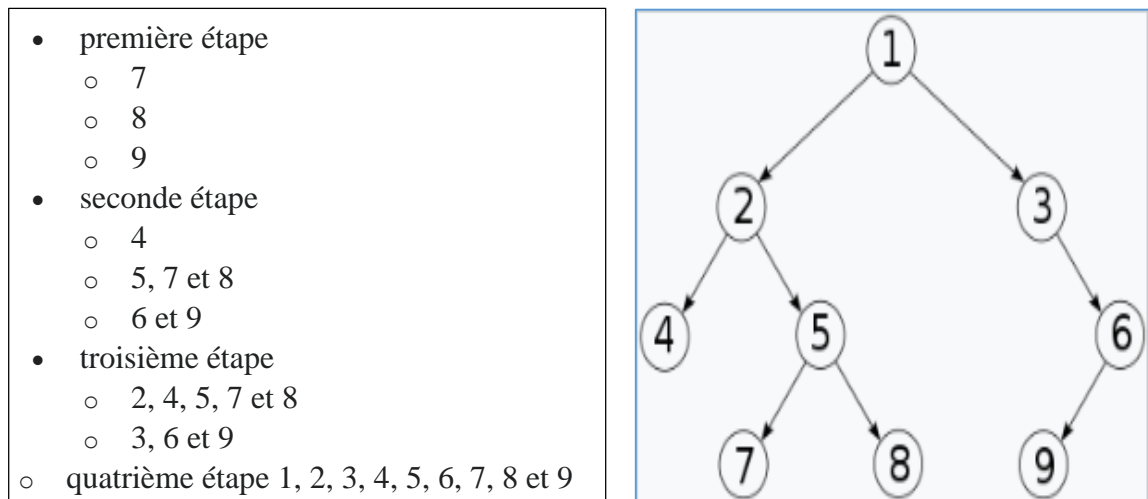 • première étape
o 7
o 8
o 9
• seconde étape
o 4
o 5, 7 et 8
o 6 et 9
• troisième étape
o 2, 4, 5, 7 et 8
o 3, 6 et 9
o quatrième étape 1, 2, 3, 4, 5, 6, 7, 8 et 9
1
2 3
4 5 6
7 8 9